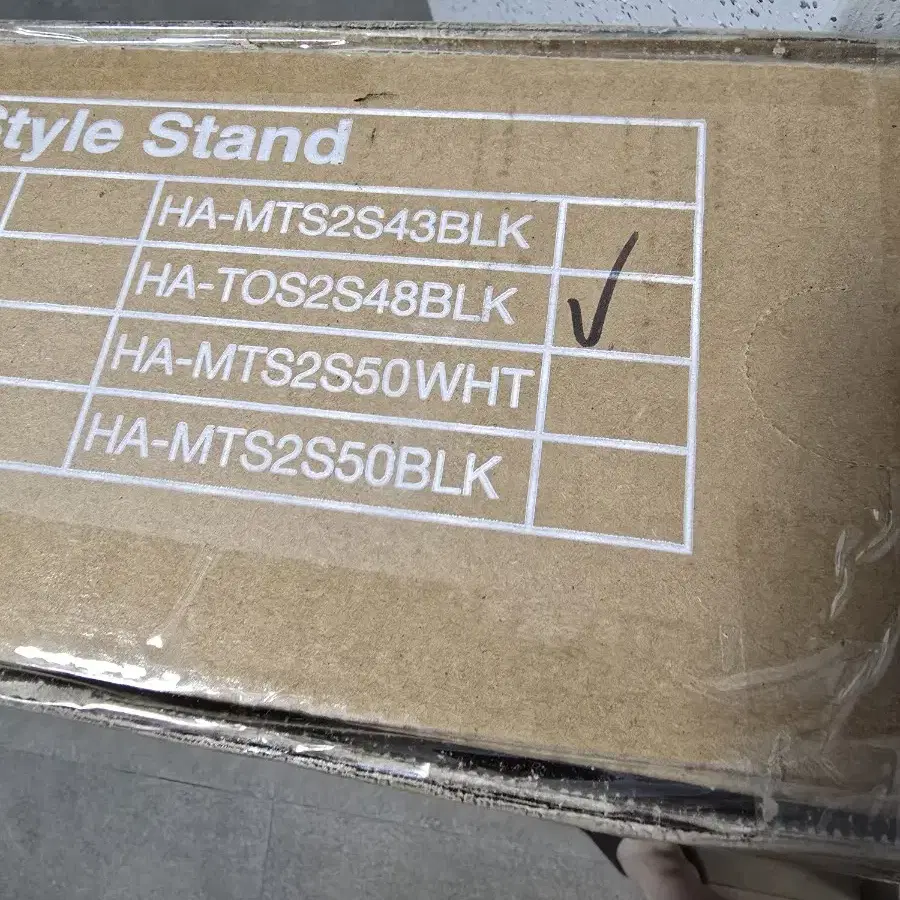 Style Stand
HA-MTS2S43BLK
HA-TOS2S48BLK ✓
HA-MTS2S50WHT
HA-MTS2S50BLK